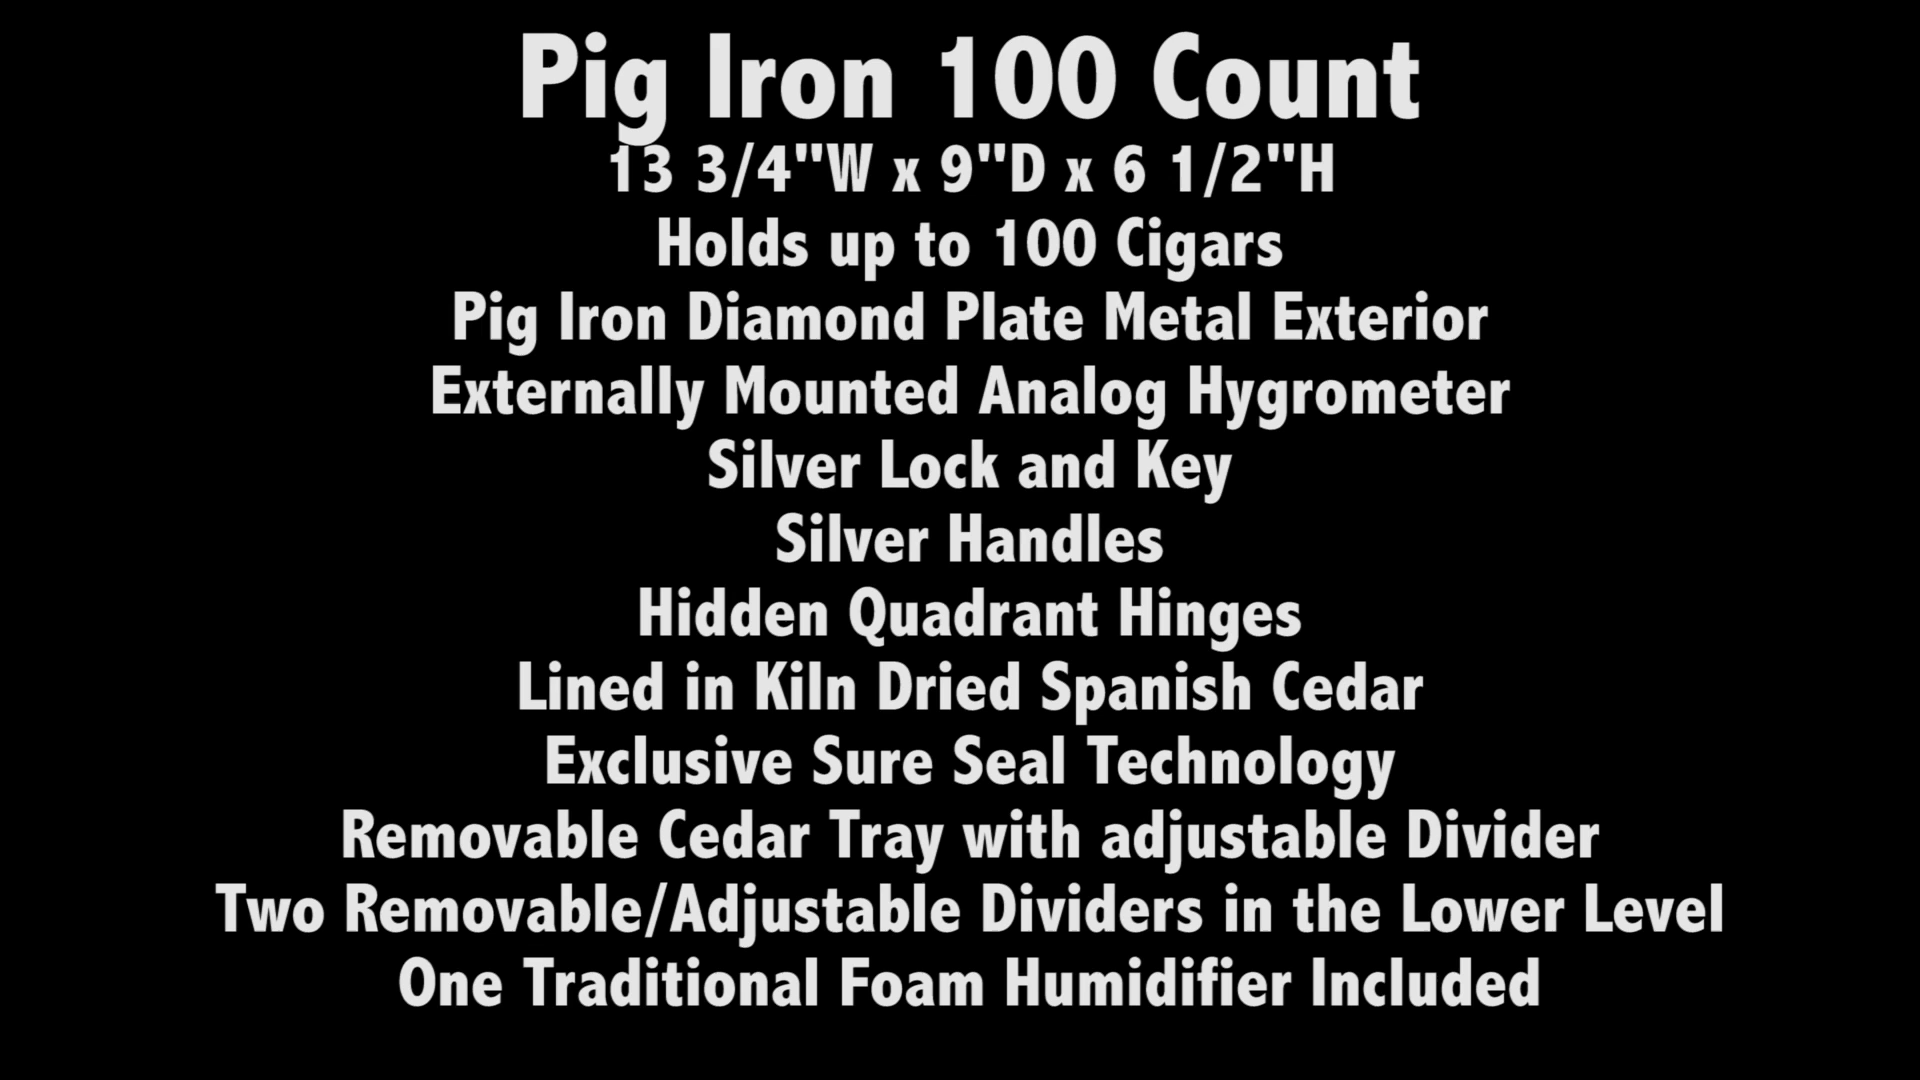 Pig Iron 100 Count
13 3/4"W x 9"D x 6 1/2"H
Holds up to 100 Cigars
Pig Iron Diamond Plate Metal Exterior
Externally Mounted Analog Hygrometer
Silver Lock and Key
Silver Handles
Hidden Quadrant Hinges
Lined in Kiln Dried Spanish Cedar
Exclusive Sure Seal Technology
Removable Cedar Tray with adjustable Divider
Two Removable/Adjustable Dividers in the Lower Level
One Traditional Foam Humidifier Included